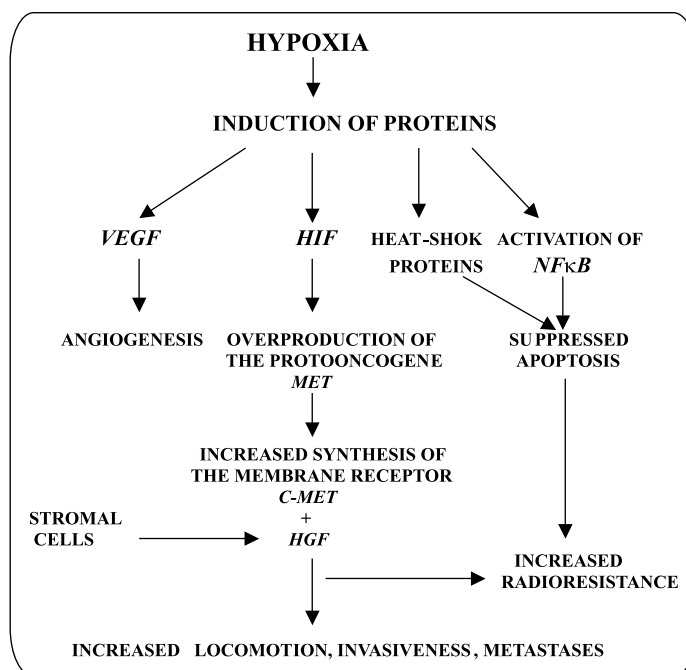 HYPOXIA
INDUCTION OF PROTEINS
VEGF
HIF
HEAT-SHOK
PROTEINS
ACTIVATION OF
NFκB
ANGIOGENESIS
OVERPRODUCTION OF
THE PROTOONCOGENE
MET
SUPPRESSED
APOPTOSIS
INCREASED SYNTHESIS OF
THE MEMBRANE RECEPTOR
C-MET
+
HGF
STROMAL
CELLS
INCREASED
RADIORESISTANCE
INCREASED LOCOMOTION, INVASIVENESS, METASTASES